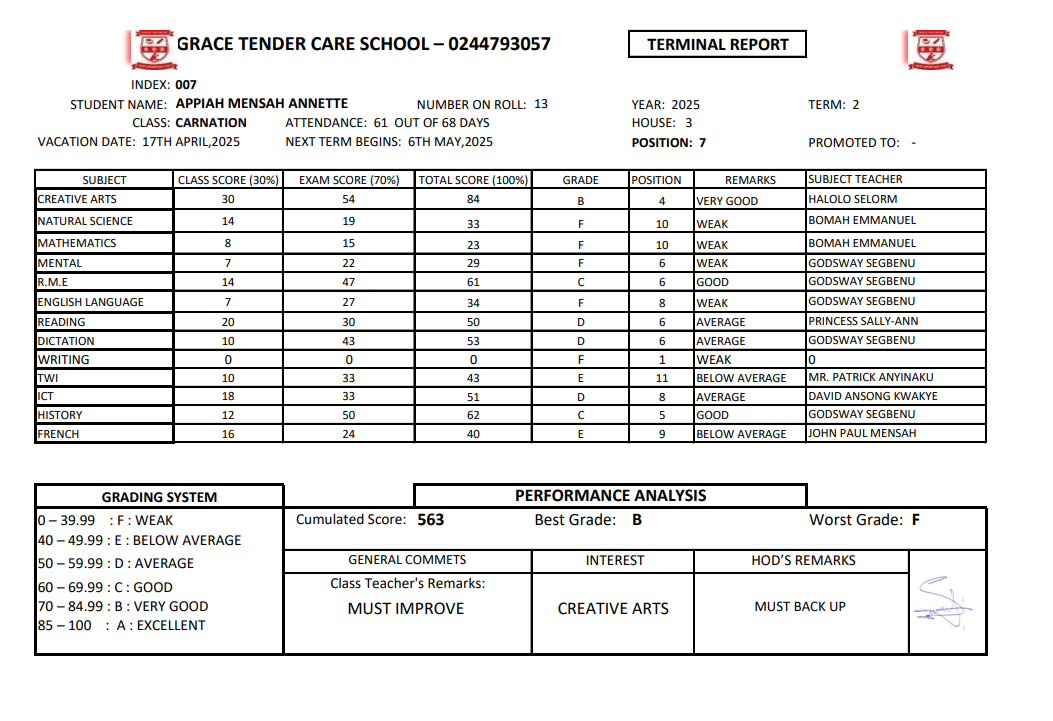 GRACE TENDER CARE SCHOOL – 0244793057
TERMINAL REPORT
INDEX: 007
STUDENT NAME: APPIAH MENSAH ANNETTE NUMBER ON ROLL: 13 YEAR: 2025 TERM: 2
CLASS: CARNATION ATTENDANCE: 61 OUT OF 68 DAYS HOUSE: 3
VACATION DATE: 17TH APRIL,2025 NEXT TERM BEGINS: 6TH MAY,2025 POSITION: 7 PROMOTED TO: -
SUBJECT CLASS SCORE (30%) EXAM SCORE (70%) TOTAL SCORE (100%) GRADE POSITION REMARKS SUBJECT TEACHER
CREATIVE ARTS 30 54 84 B 4 VERY GOOD HALOLO SELORM
NATURAL SCIENCE 14 19 33 F 10 WEAK BOMAH EMMANUEL
MATHEMATICS 8 15 23 F 10 WEAK BOMAH EMMANUEL
MENTAL 7 22 29 F 6 WEAK GODSWAY SEGBENU
R.M.E 14 47 61 C 6 GOOD GODSWAY SEGBENU
ENGLISH LANGUAGE 7 27 34 F 8 WEAK GODSWAY SEGBENU
READING 20 30 50 D 6 AVERAGE PRINCESS SALLY-ANN
DICTATION 10 43 53 D 6 AVERAGE GODSWAY SEGBENU
WRITING 0 0 0 F 1 WEAK 0
TWI 10 33 43 E 11 BELOW AVERAGE MR. PATRICK ANYINAKU
ICT 18 33 51 D 8 AVERAGE DAVID ANSONG KWAKYE
HISTORY 12 50 62 C 5 GOOD GODSWAY SEGBENU
FRENCH 16 24 40 E 9 BELOW AVERAGE JOHN PAUL MENSAH
GRADING SYSTEM
0 – 39.99 : F : WEAK
40 – 49.99 : E : BELOW AVERAGE
50 – 59.99 : D : AVERAGE
60 – 69.99 : C : GOOD
70 – 84.99 : B : VERY GOOD
85 – 100 : A : EXCELLENT
PERFORMANCE ANALYSIS
Cumulated Score: 563 Best Grade: B Worst Grade: F
GENERAL COMMETS INTEREST HOD'S REMARKS
Class Teacher's Remarks:
MUST IMPROVE CREATIVE ARTS MUST BACK UP